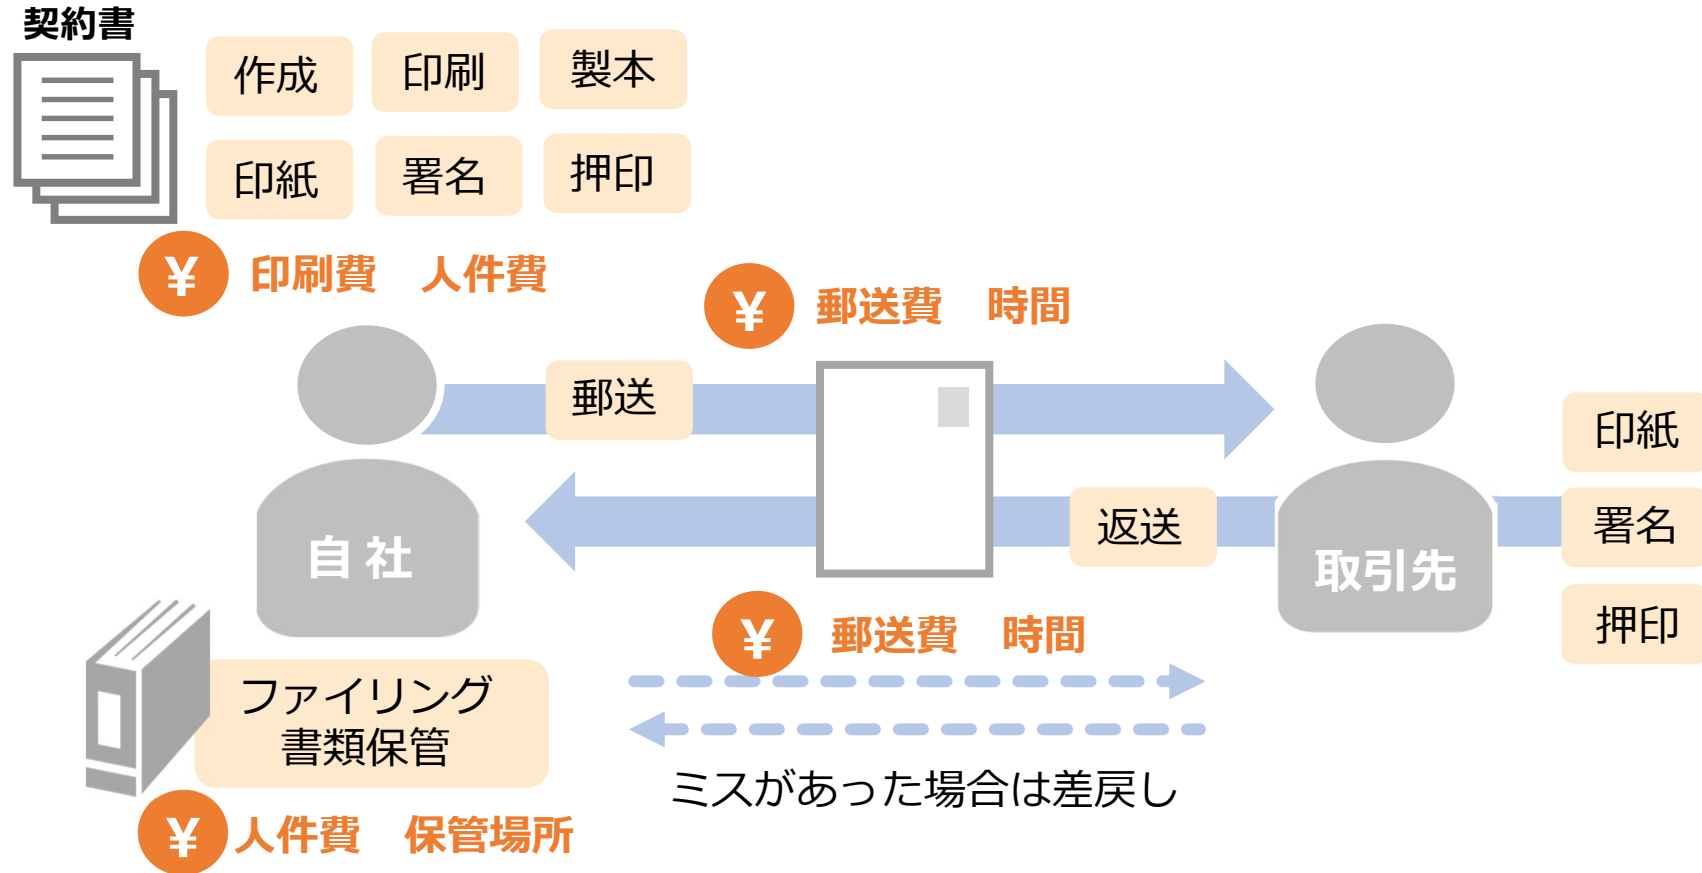 契約書
作成
印刷
製本
印紙
署名
押印
¥ 印刷費　人件費
¥ 郵送費　時間
郵送
印紙
返送
署名
自社
取引先
押印
¥ 郵送費　時間
ファイリング
書類保管
ミスがあった場合は差戻し
¥ 人件費　保管場所